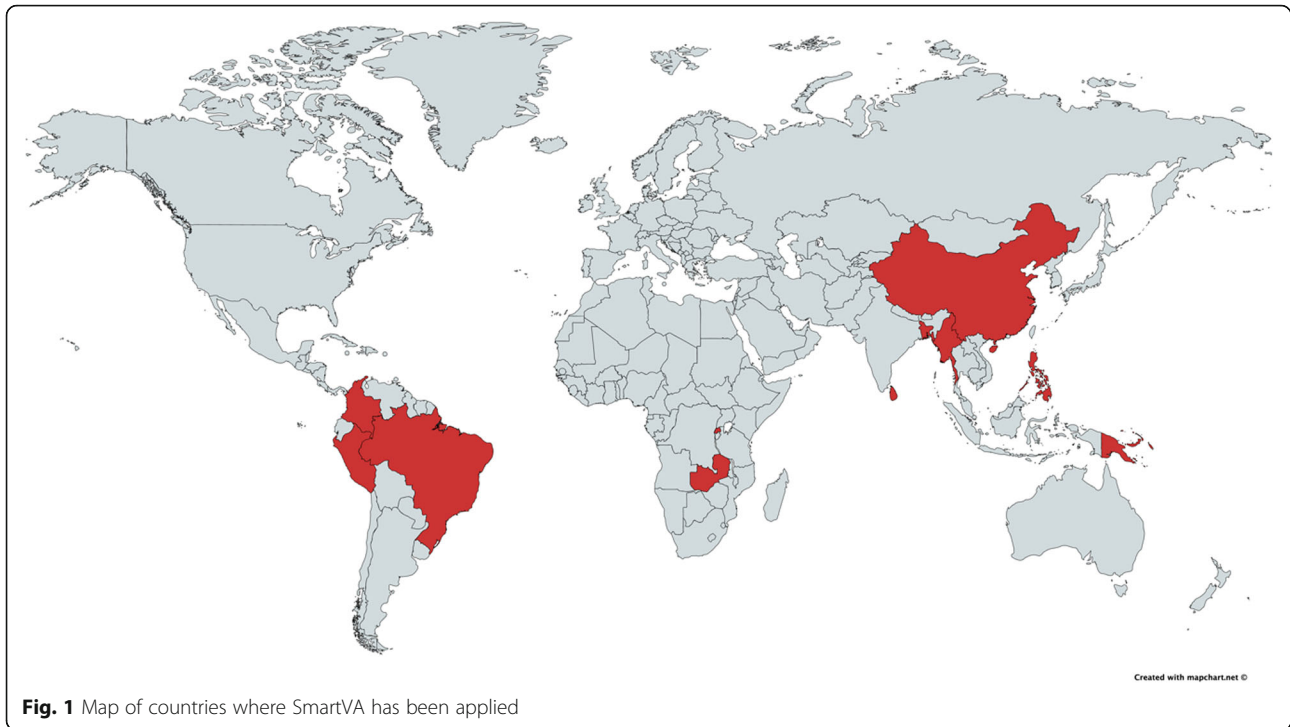 Created with mapchart.net ©
Fig. 1 Map of countries where SmartVA has been applied